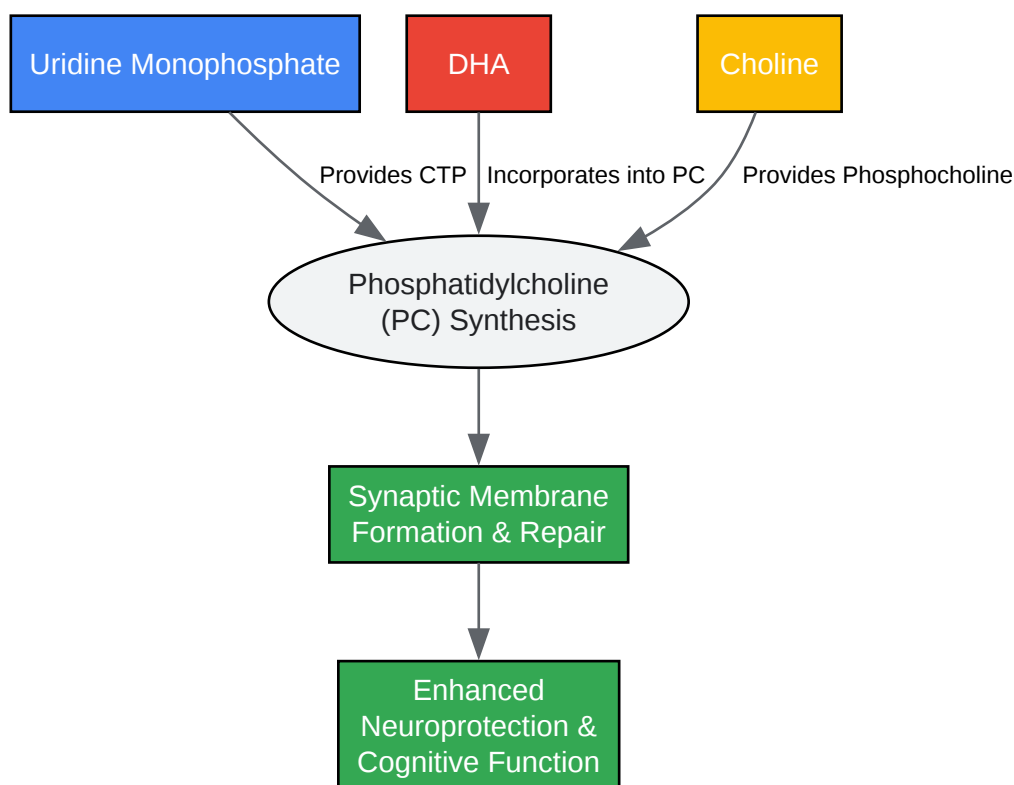 Uridine Monophosphate
DHA
Choline
Provides CTP
Incorporates into PC
Provides Phosphocholine
Phosphatidylcholine
(PC) Synthesis
Synaptic Membrane
Formation & Repair
Enhanced
Neuroprotection &
Cognitive Function